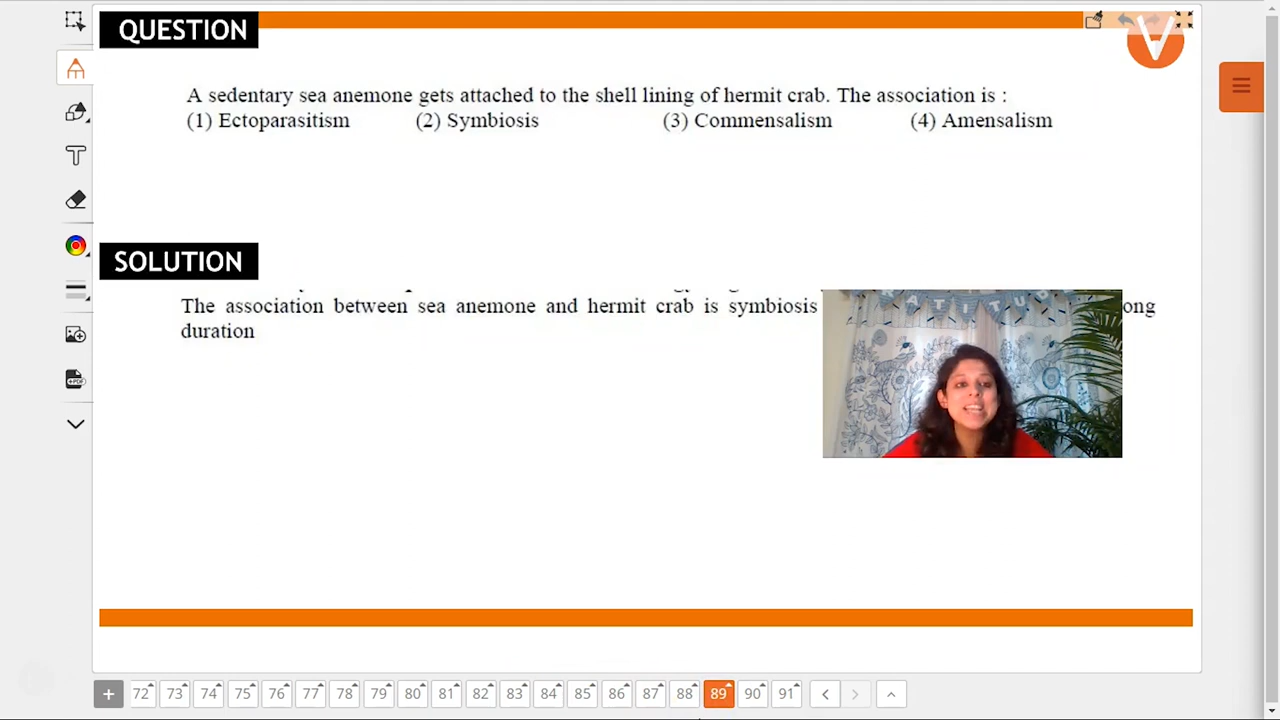 QUESTION
A sedentary sea anemone gets attached to the shell lining of hermit crab. The association is :
(1) Ectoparasitism (2) Symbiosis (3) Commensalism (4) Amensalism
SOLUTION
The association between sea anemone and hermit crab is symbiosis ong
duration
RATITUD
72 73 74 75 76 77 78 79 80 81 82 83 84 85 86 87 88 89 90 91